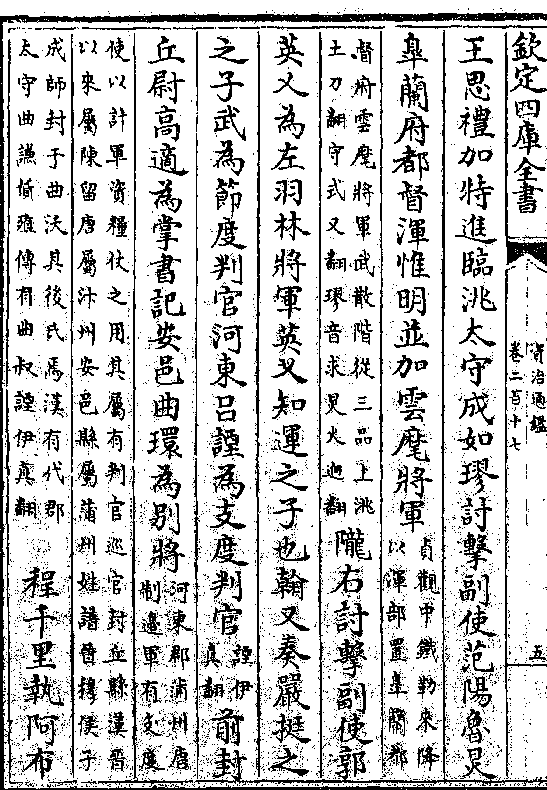 欽定四庫全書
資治通鑑
卷二百十七
五
王思禮加特進臨洮太守成如璆討擊副使范陽魯炅
臯蘭府都督渾惟明並加雲麾將軍貞觀中鐵勒來降
以渾部置臯蘭都
督府雲麾將軍武散階從三品上洮
土刀翻守式又翻璆音求炅火迥翻隴右討擊副使郭
英乂為左羽林將軍英乂知運之子也翰又奏嚴挺之
之子武為節度判官河東呂諲為支度判官諲伊
真翻前封
丘尉高適為掌書記安邑曲環為别將河東郡蒲州唐
制邊軍有支度
使以計軍資糧仗之用其屬有判官巡官封丘縣漢晉
以來屬陳留唐屬汴州安邑縣屬蒲州姓譜晉穆侯子
成師封于曲沃其後氏焉漢有代郡
太守曲謙循雅傳有曲叔諲伊真翻程千里執阿布